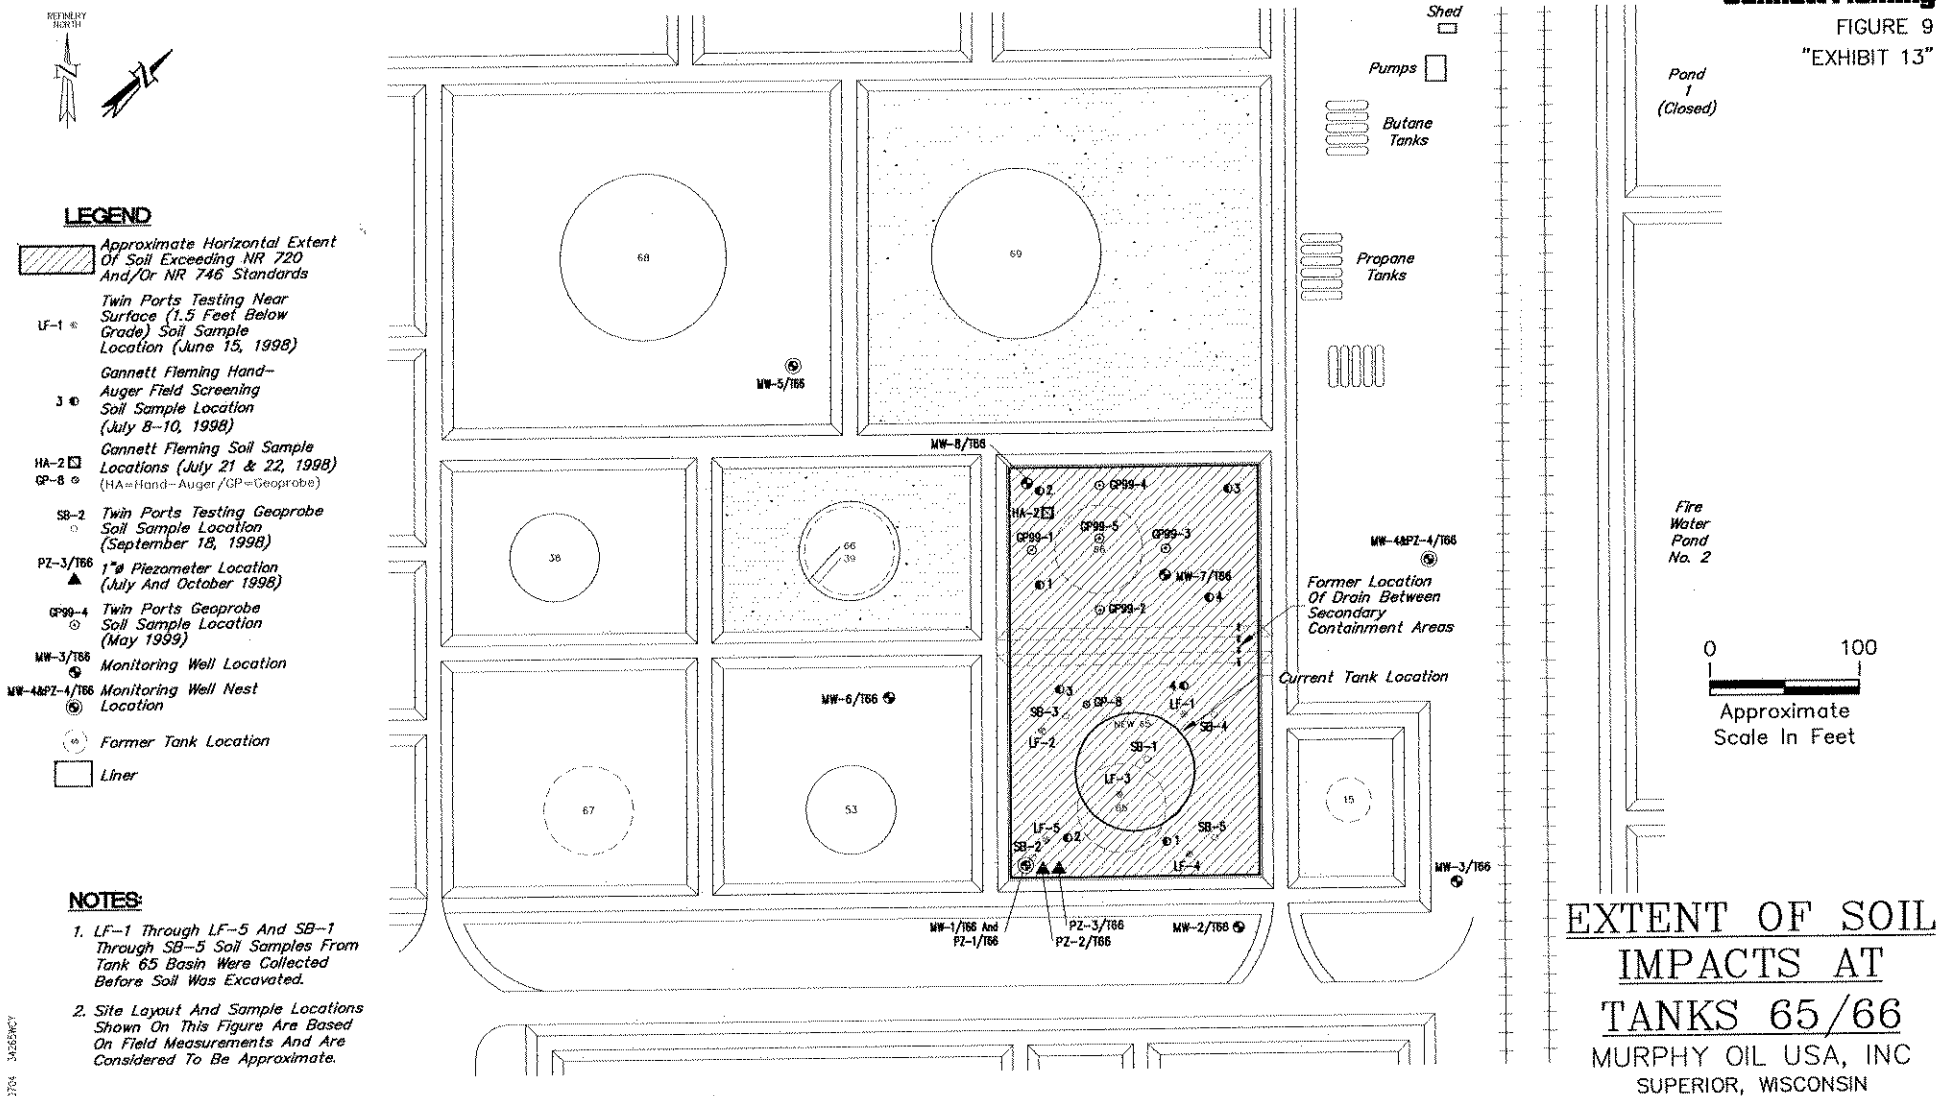 REFINERY
NORTH
N
N
FIGURE 9
"EXHIBIT 13"
LEGEND
Approximate Horizontal Extent
Of Soil Exceeding NR 720
And/Or NR 746 Standards
LF-1
Twin Ports Testing Near
Surface (1.5 Feet Below
Grade) Soil Sample
Location (June 15, 1998)
3
Gannett Fleming Hand-
Auger Field Screening
Soil Sample Location
(July 8-10, 1998)
HA-2
GP-8
Gannett Fleming Soil Sample
Locations (July 21 & 22, 1998)
(HA=Hand-Auger/GP=Geoprobe)
SB-2
Twin Ports Testing Geoprobe
Soil Sample Location
(September 18, 1998)
PZ-3/T66
1"ø Piezometer Location
(July And October 1998)
GP99-4
Twin Ports Geoprobe
Soil Sample Location
(May 1999)
MW-3/T66
Monitoring Well Location
MW-4&PZ-4/T66
Monitoring Well Nest
Location
Former Tank Location
Liner
NOTES:
1. LF-1 Through LF-5 And SB-1
Through SB-5 Soil Samples From
Tank 65 Basin Were Collected
Before Soil Was Excavated.
2. Site Layout And Sample Locations
Shown On This Figure Are Based
On Field Measurements And Are
Considered To Be Approximate.
Shed
Pumps
Butane
Tanks
Propane
Tanks
Pond
1
(Closed)
Fire
Water
Pond
No. 2
68
69
MW-5/T66
MW-8/T66
2
GP99-4
3
HA-2
GP99-5
GP99-1
GP99-3
66
MW-7/T66
1
4
GP99-2
38
66
39
MW-4&PZ-4/T66
Former Location
Of Drain Between
Secondary
Containment Areas
Current Tank Location
MW-6/T66
3
4
GP-8
LF-1
SB-3
NEW 65
SB-4
LF-2
SB-1
LF-3
65
67
53
15
LF-5
2
1
SB-5
SB-2
LF-4
MW-3/T66
MW-1/T66 And
PZ-1/T66
PZ-3/T66
PZ-2/T66
MW-2/T66
0 100
Approximate
Scale In Feet
EXTENT OF SOIL
IMPACTS AT
TANKS 65/66
MURPHY OIL USA, INC
SUPERIOR, WISCONSIN